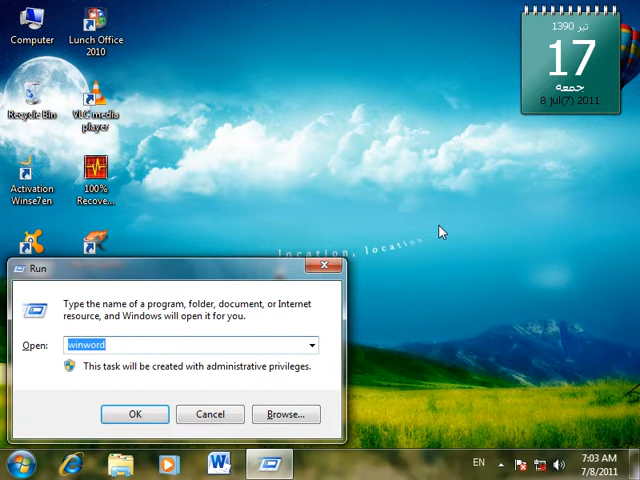 Computer
Lunch Office
2010
Recycle Bin
VLC media
player
Activation
Winse7en
100%
Recove...
تیر 1390
17
جمعه
8 jul(7) 2011
location, location.
Run
Type the name of a program, folder, document, or Internet
resource, and Windows will open it for you.
Open:
winword
This task will be created with administrative privileges.
OK
Cancel
Browse...
EN
7:03 AM
7/8/2011